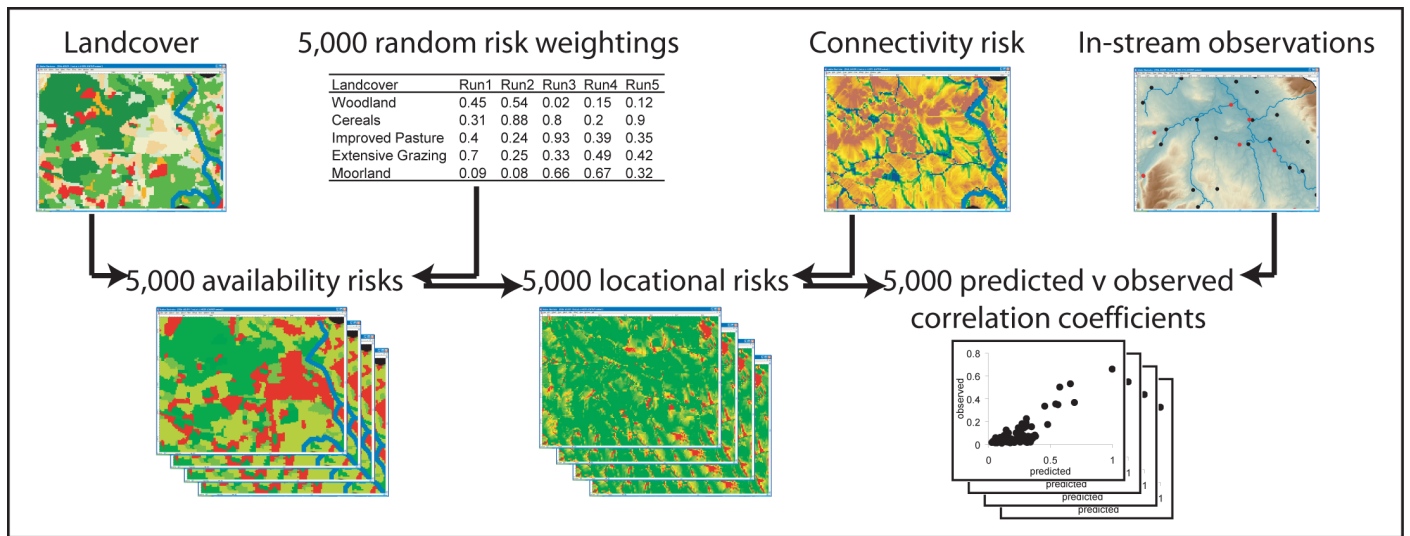 Landcover
5,000 random risk weightings
Connectivity risk
In-stream observations
Landcover Run1 Run2 Run3 Run4 Run5
Woodland 0.45 0.54 0.02 0.15 0.12
Cereals 0.31 0.88 0.8 0.2 0.9
Improved Pasture 0.4 0.24 0.93 0.39 0.35
Extensive Grazing 0.7 0.25 0.33 0.49 0.42
Moorland 0.09 0.08 0.66 0.67 0.32
5,000 availability risks
5,000 locational risks
5,000 predicted v observed
correlation coefficients
0.8
0.6
0.4
0.2
0
observed
0 0.5 1
predicted
1
predicted
1
predicted
1
predicted